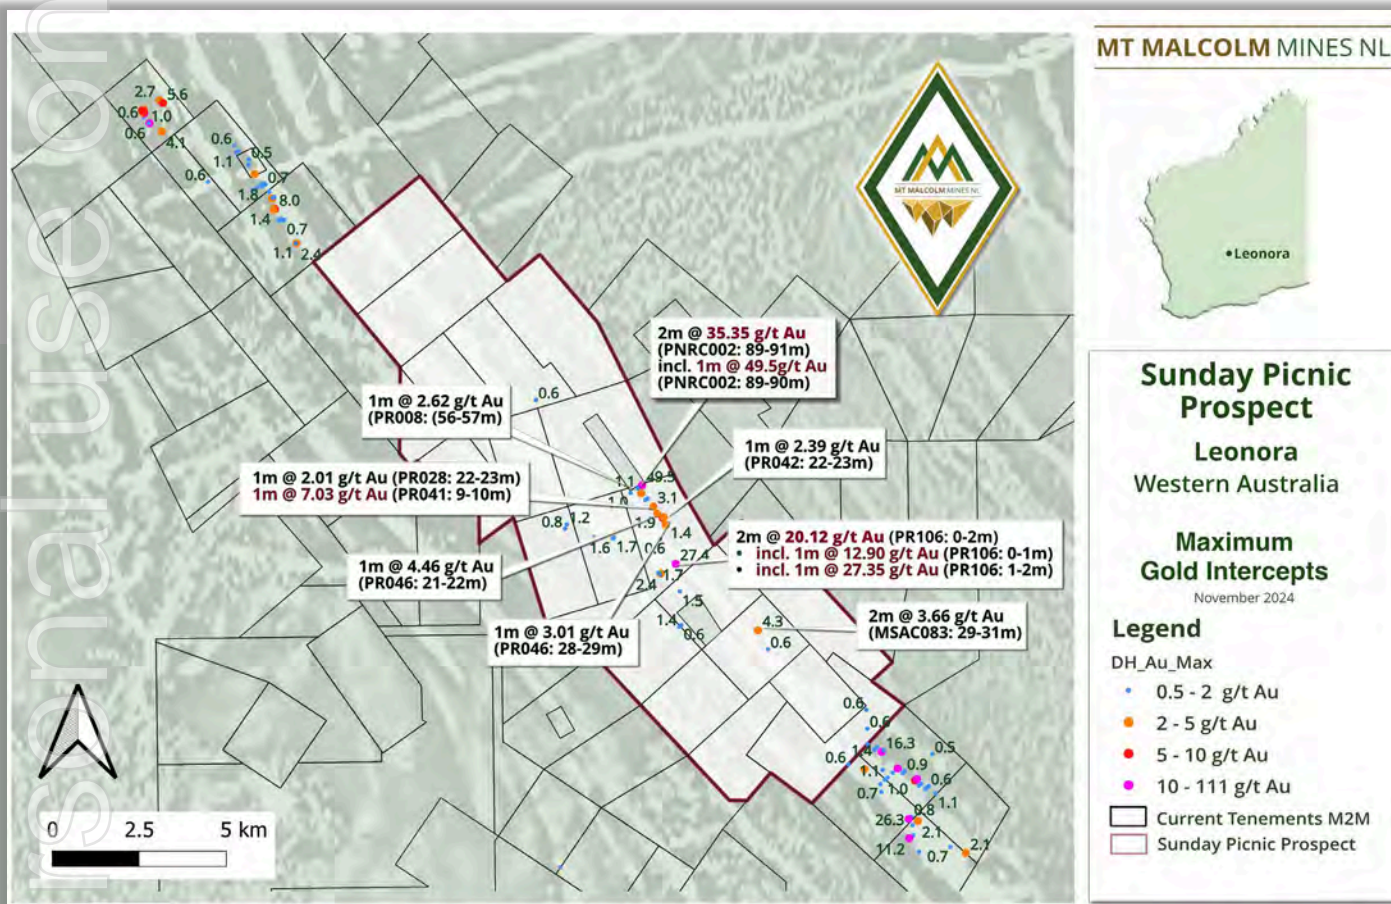 rsonal use on
MT MALCOLM MINES NL
MT MALCOLM MINES NL
Leonora
Sunday Picnic
Prospect
Leonora
Western Australia
Maximum
Gold Intercepts
November 2024
Legend
DH_Au_Max
0.5 - 2 g/t Au
2 - 5 g/t Au
5 - 10 g/t Au
10 - 111 g/t Au
Current Tenements M2M
Sunday Picnic Prospect
2.7
5.6
0.6
1.0
0.6
4.1
0.6
0.5
1.1
0.6
0.7
1.8
8.0
1.4
0.7
1.1
2.4
2m @ 35.35 g/t Au
(PNRC002: 89-91m)
incl. 1m @ 49.5g/t Au
(PNRC002: 89-90m)
0.6
1m @ 2.62 g/t Au
(PR008: (56-57m)
1m @ 2.39 g/t Au
(PR042: 22-23m)
1m @ 2.01 g/t Au (PR028: 22-23m)
1m @ 7.03 g/t Au (PR041: 9-10m)
1.1
49.5
1.0
3.1
0.8
1.2
1.9
1.4
1.6
1.7
0.6
27.4
2m @ 20.12 g/t Au (PR106: 0-2m)
• incl. 1m @ 12.90 g/t Au (PR106: 0-1m)
• incl. 1m @ 27.35 g/t Au (PR106: 1-2m)
1m @ 4.46 g/t Au
(PR046: 21-22m)
2.4
1.7
1.5
1.4
0.6
1m @ 3.01 g/t Au
(PR046: 28-29m)
4.3
0.6
2m @ 3.66 g/t Au
(MSAC083: 29-31m)
0.6
0.6
1.4
16.3
0.5
0.6
1.1
0.9
0.6
0.7
1.0
1.1
0.8
26.3
2.1
11.2
0.7
2.1
0
2.5
5 km